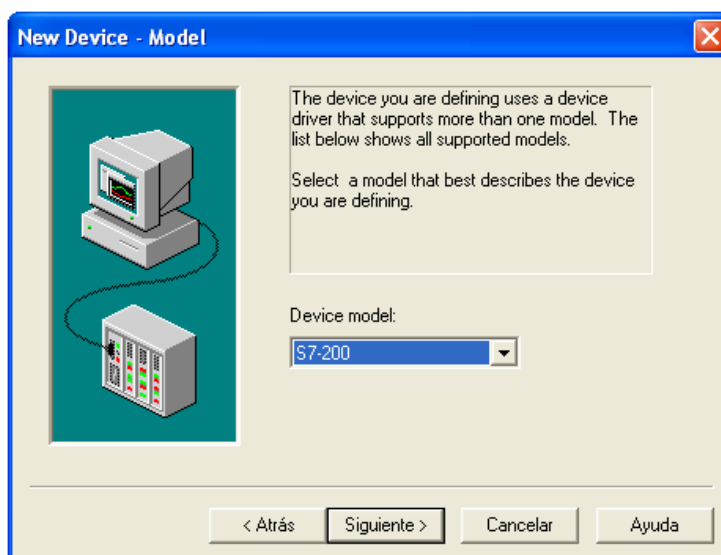 New Device - Model
The device you are defining uses a device
driver that supports more than one model. The
list below shows all supported models.
Select a model that best describes the device
you are defining.
Device model:
S7-200
< Atrás
Siguiente >
Cancelar
Ayuda